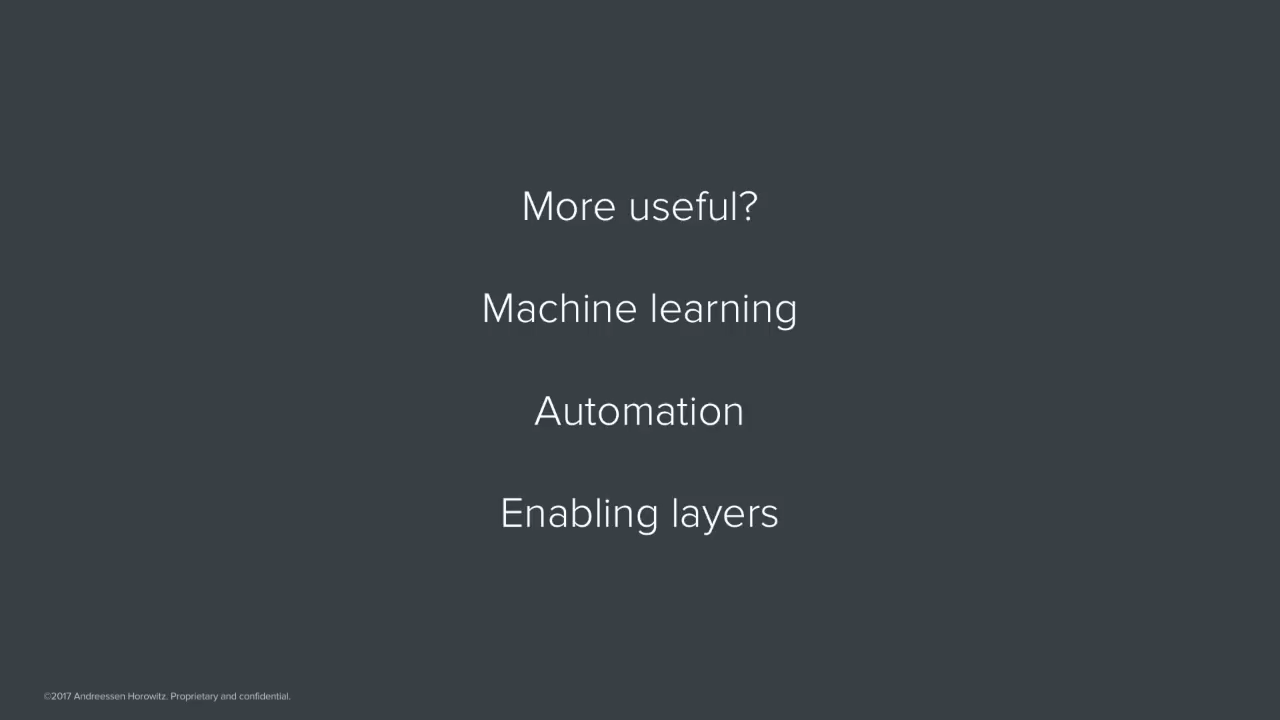 More useful?
Machine learning
Automation
Enabling layers
©2017 Andreessen Horowitz. Proprietary and confidential.